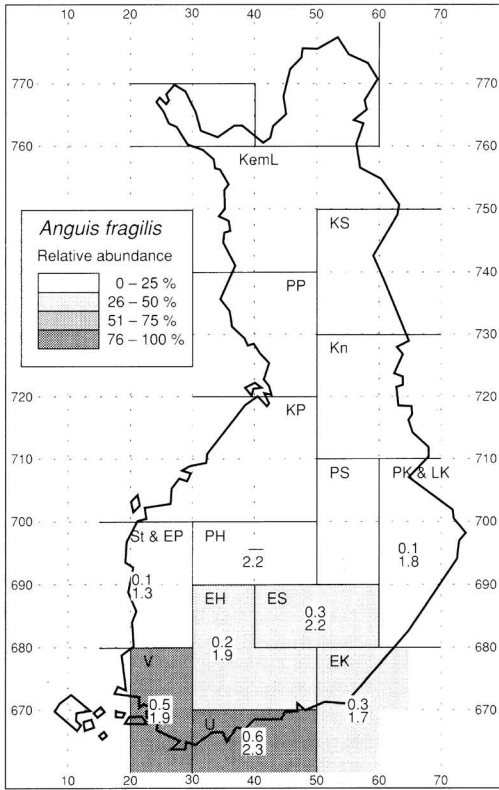 10 20 30 40 50 60 70
770 770
760 760
KemL
750
KS
Anguis fragilis
Relative abundance
0 – 25 %
26 – 50 %
51 – 75 %
76 – 100 %
740
PP
730
Kn
720 720
KP
710 710
PS PK & LK
700 700
St & EP PH
— 2.2
0.1 1.8
0.1 1.3
690 690
EH ES
0.3 2.2
0.2 1.9
680 680
V EK
0.5 1.9
0.3 1.7
670 670
U
0.6 2.3
10 20 30 40 50 60 70